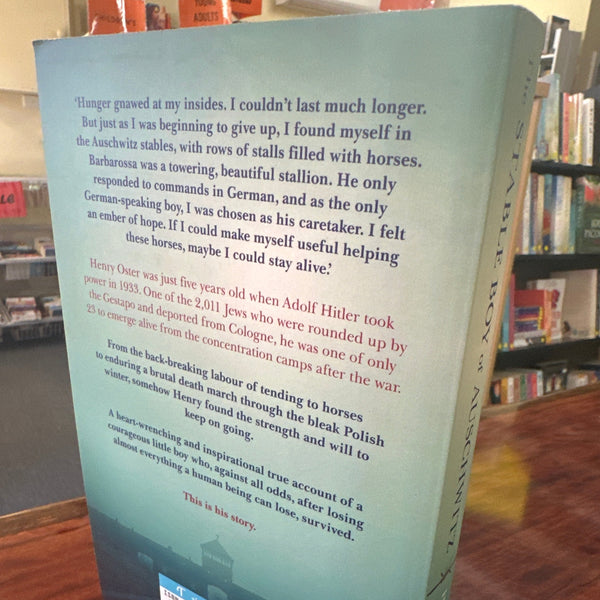 CHILDREN'S
YOUNG
ADULTS
'Hunger gnawed at my insides. I couldn't last much longer.
But just as I was beginning to give up, I found myself in
the Auschwitz stables, with rows of stalls filled with horses.
Barbarossa was a towering, beautiful stallion. He only
responded to commands in German, and as the only
German-speaking boy, I was chosen as his caretaker. I felt
an ember of hope. If I could make myself useful helping
these horses, maybe I could stay alive.'
Henry Oster was just five years old when Adolf Hitler took
power in 1933. One of the 2,011 Jews who were rounded up by
the Gestapo and deported from Cologne, he was one of only
23 to emerge alive from the concentration camps after the war.
From the back-breaking labour of tending to horses
to enduring a brutal death march through the bleak Polish
winter, somehow Henry found the strength and will to
keep on going.
A heart-wrenching and inspirational true account of a
courageous little boy who, against all odds, after losing
almost everything a human being can lose, survived.
This is his story.
The STABLE BOY of AUSCHWITZ